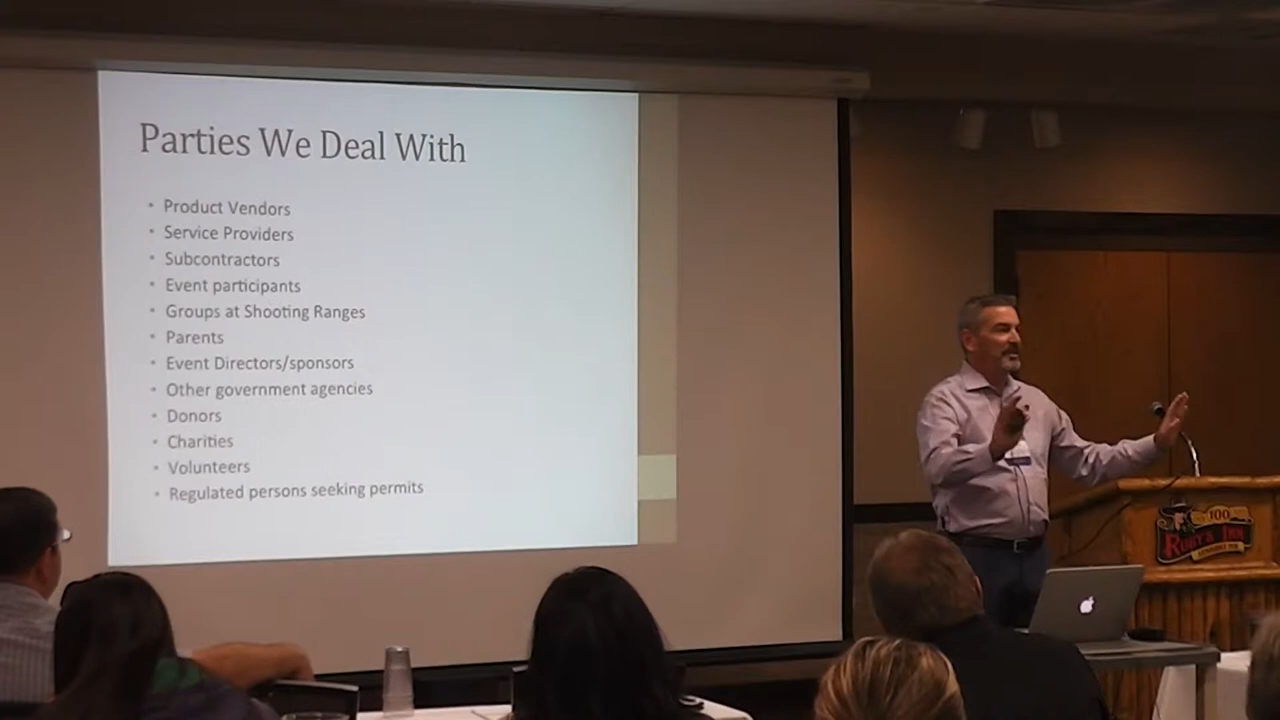 Parties We Deal With
• Product Vendors
• Service Providers
• Subcontractors
• Event participants
• Groups at Shooting Ranges
• Parents
• Event Directors/sponsors
• Other government agencies
• Donors
• Charities
• Volunteers
• Regulated persons seeking permits
100
RUBY'S INN